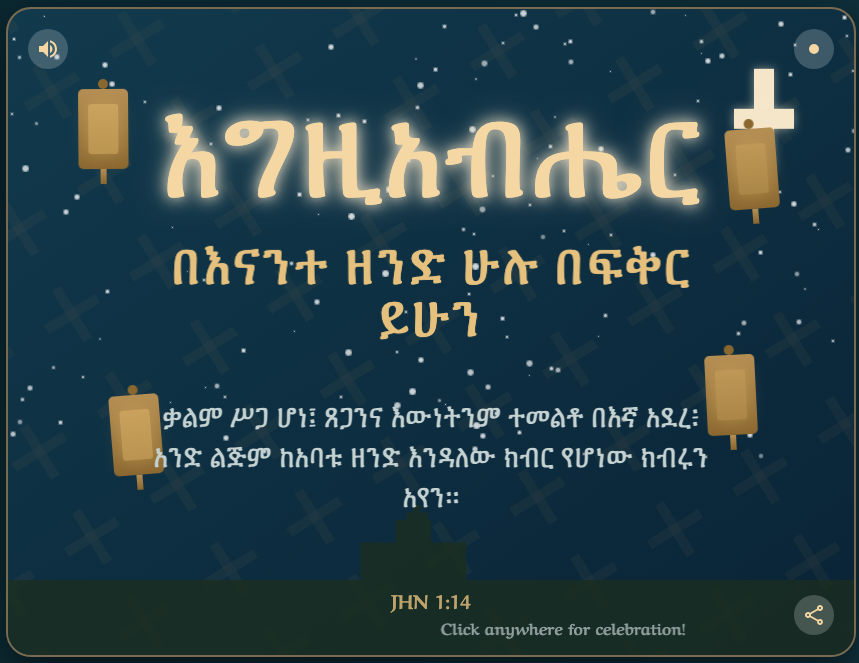 እግዚአብሔር
በእናንተ ዘንድ ሁሉ በፍቅር
ይሁን
ቃልም ሥጋ ሆነ፤ ጸጋንና እውነትንም ተመልቶ በእኛ አደረ፥
አንድ ልጅም ከአባቱ ዘንድ እንዳለው ክብር የሆነው ክብሩን
አየን።
JHN 1:14
Click anywhere for celebration!